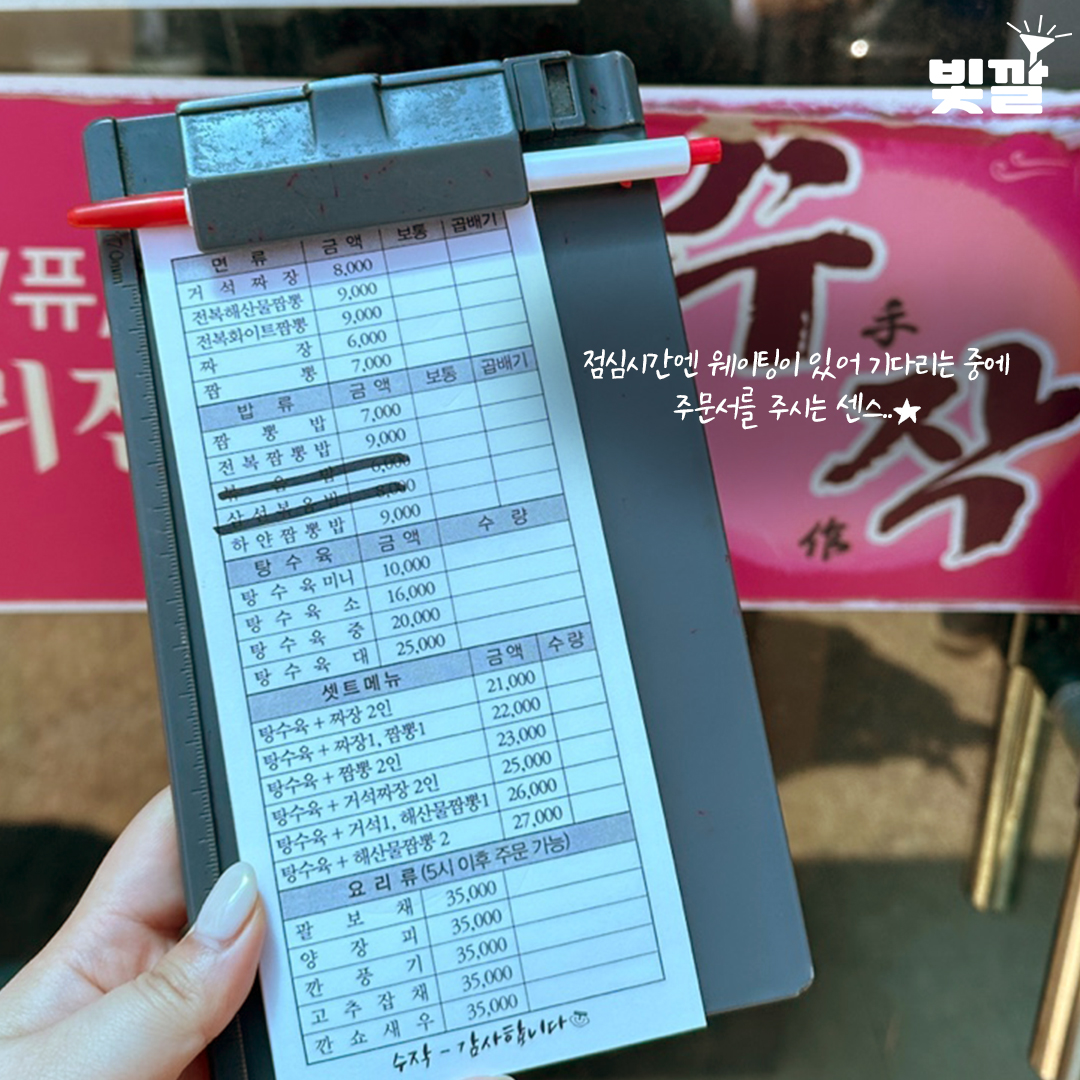 빛깔
수
手
작
作
점심시간엔 웨이팅이 있어 기다리는 중에
주문서를 주시는 센스..★
면 류 금 액 보통 곱배기
거 석 짜 장 8,000
전복해산물짬뽕 9,000
전복화이트짬뽕 9,000
짜 장 6,000
짬 뽕 7,000
밥 류 금 액 보통 곱배기
짬 뽕 밥 7,000
전 복 짬 뽕 밥 9,000
하 얀 짬 뽕 밥 9,000
탕 수 육 금 액 수 량
탕 수 육 미니 10,000
탕 수 육 소 16,000
탕 수 육 중 20,000
탕 수 육 대 25,000
셋트메뉴 금액 수량
탕수육 + 짜장 2인 21,000
탕수육 + 짜장1, 짬뽕1 22,000
탕수육 + 짬뽕 2인 23,000
탕수육 + 거석짜장 2인 25,000
탕수육 + 거석1, 해산물짬뽕1 26,000
탕수육 + 해산물짬뽕 2 27,000
요 리 류 (5시 이후 주문 가능)
팔 보 채 35,000
양 장 피 35,000
깐 풍 기 35,000
고 추 잡 채 35,000
깐 쇼 새 우 35,000
수작 - 감사합니다